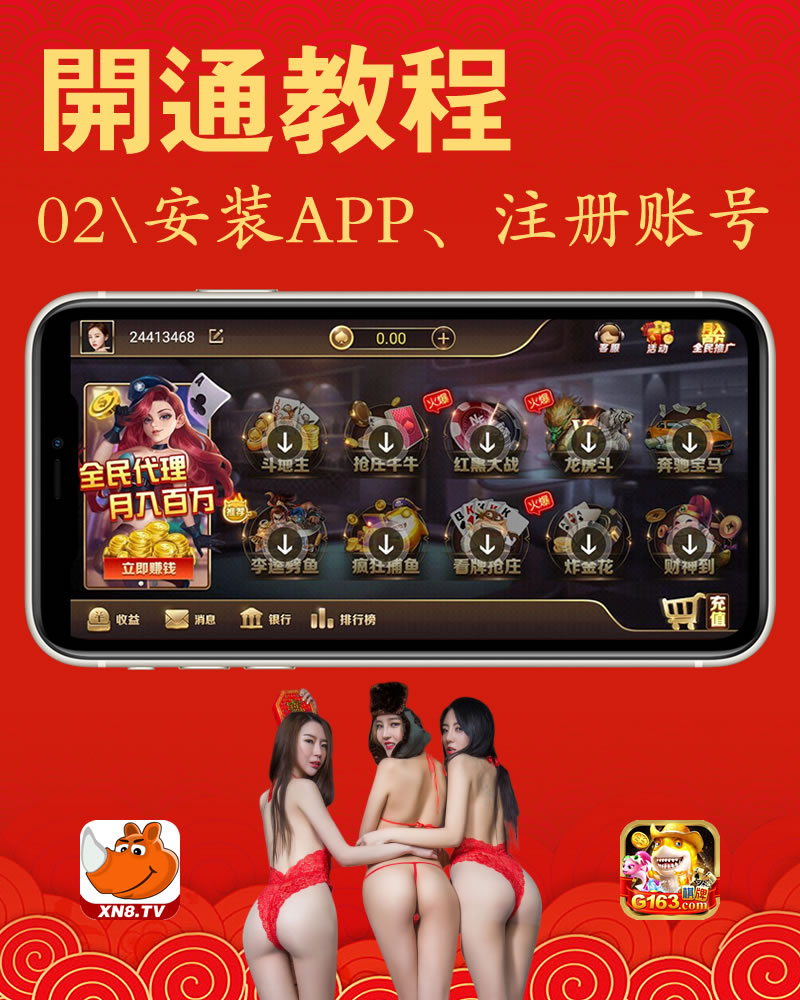 開通教程
02\安装APP、注册账号
24413468
0.00
客服
活动
月入百万
全民推广
A
全民代理
月入百万
立即赚钱
推荐
斗地主
抢庄牛牛
火爆
红黑大战
火爆
龙虎斗
奔驰宝马
李逵劈鱼
疯狂捕鱼
看牌抢庄
火爆
炸金花
财神到
收益
消息
银行
排行榜
充值
XN8.TV
棋牌
G163.com